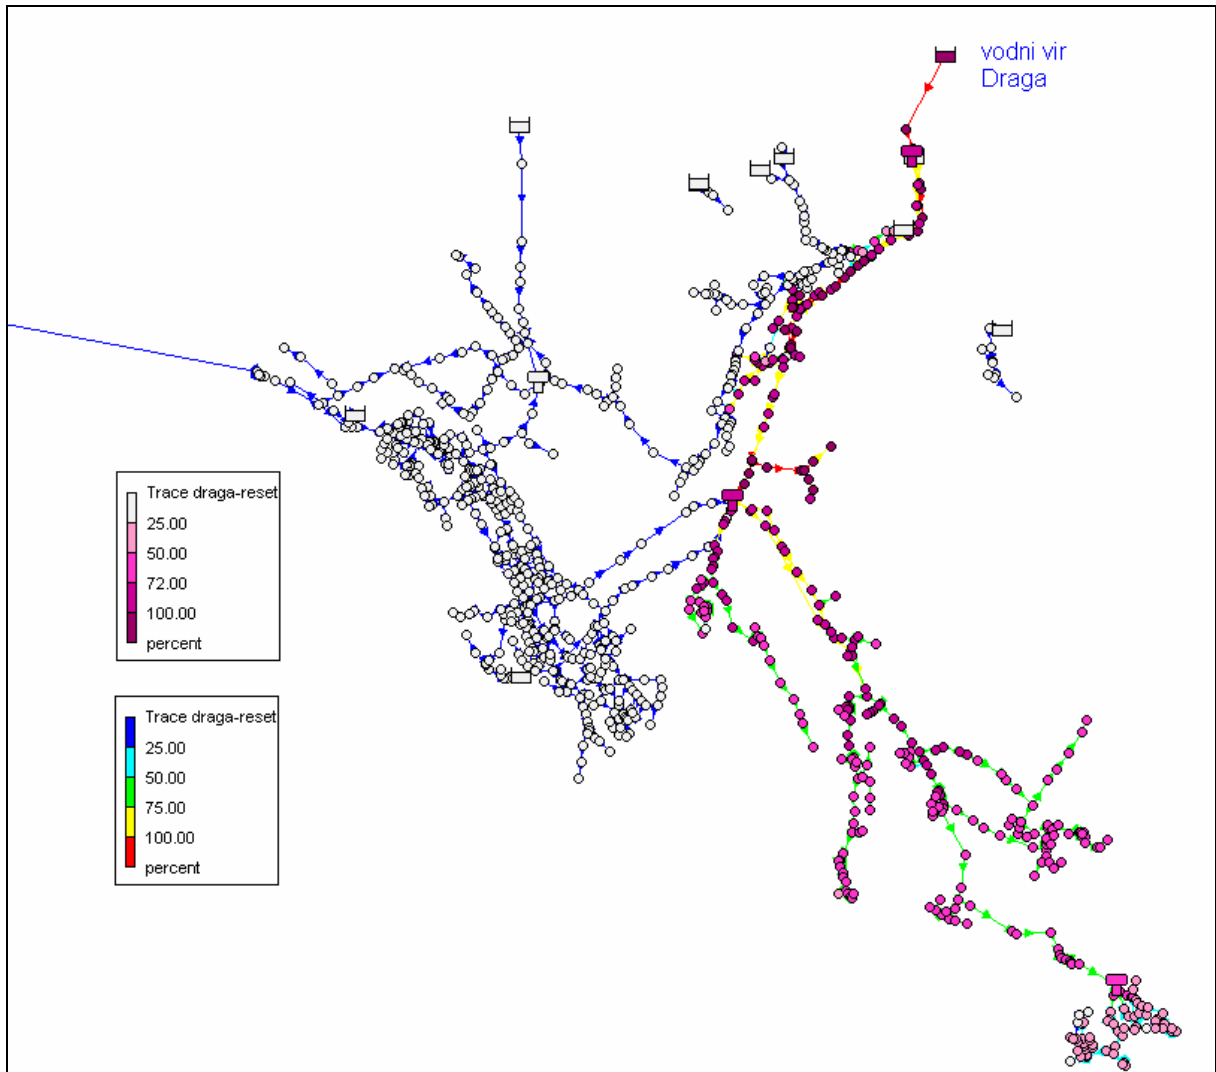 vodni vir
Draga
Trace draga-reset
25.00
50.00
72.00
100.00
percent
Trace draga-reset
25.00
50.00
75.00
100.00
percent